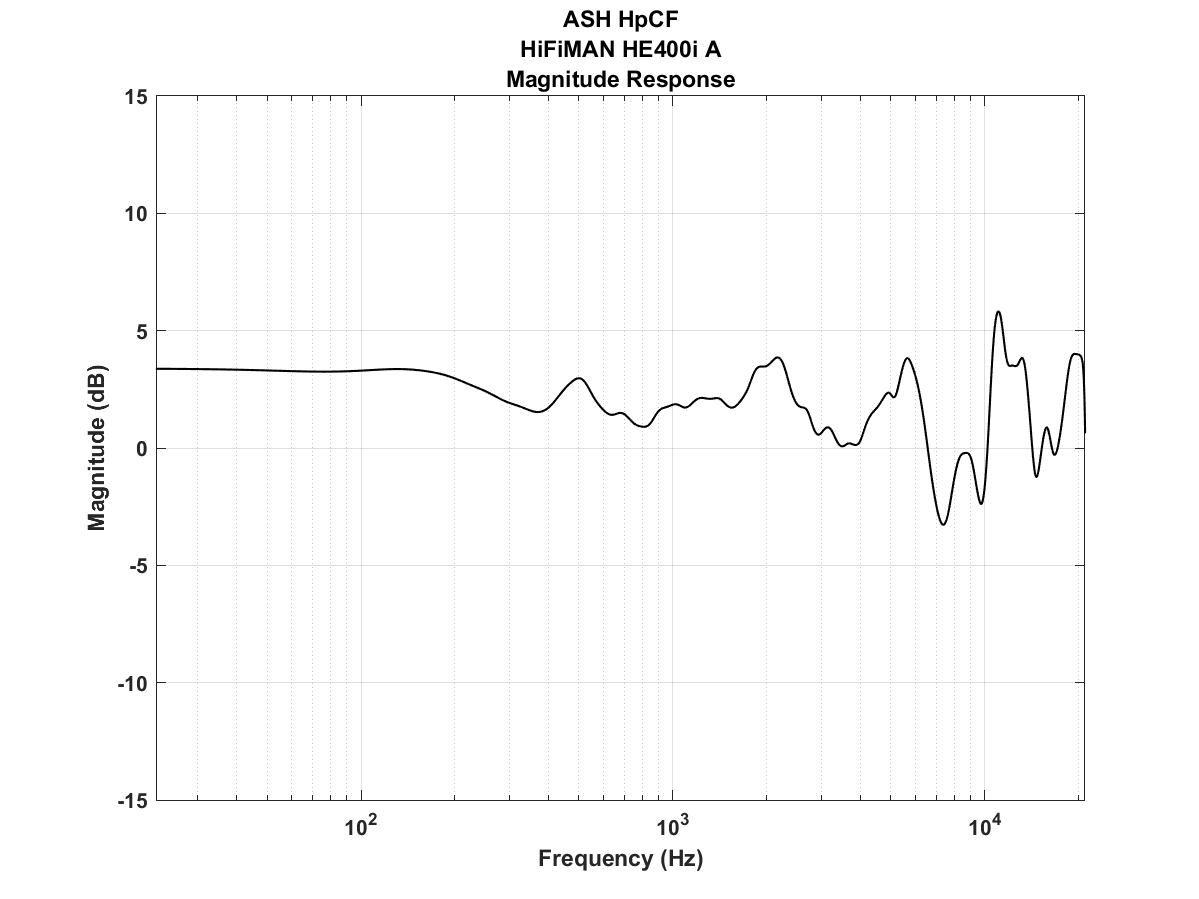 ASH HpCF
HiFiMAN HE400i A
Magnitude Response
15
10
5
0
-5
-10
-15
Magnitude (dB)
10²
10³
10⁴
Frequency (Hz)